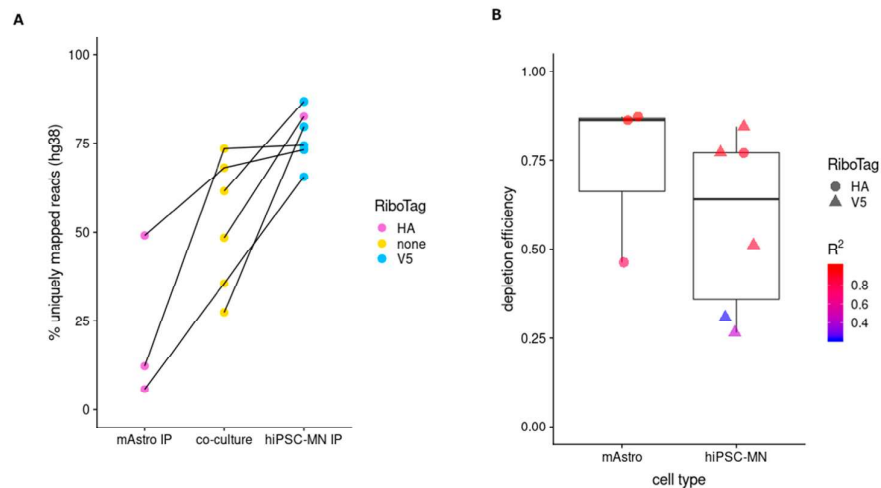 A
% uniquely mapped reacs (hg38)
100
75
50
25
0
mAstro IP
co-culture
hiPSC-MN IP
RiboTag
HA
none
V5
B
depletion efficiency
1.00
0.75
0.50
0.25
0.00
mAstro
hiPSC-MN
cell type
RiboTag
HA
V5
R²
0.8
0.6
0.4